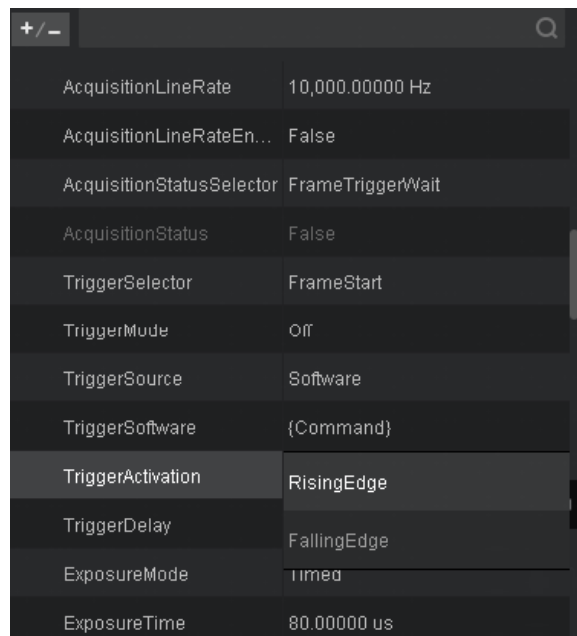 +/-
AcquisitionLineRate 10,000.00000 Hz
AcquisitionLineRateEn... False
AcquisitionStatusSelector FrameTriggerWait
AcquisitionStatus False
TriggerSelector FrameStart
TriggerMode Off
TriggerSource Software
TriggerSoftware {Command}
TriggerActivation RisingEdge
TriggerDelay FallingEdge
ExposureMode Timed
ExposureTime 80.00000 us